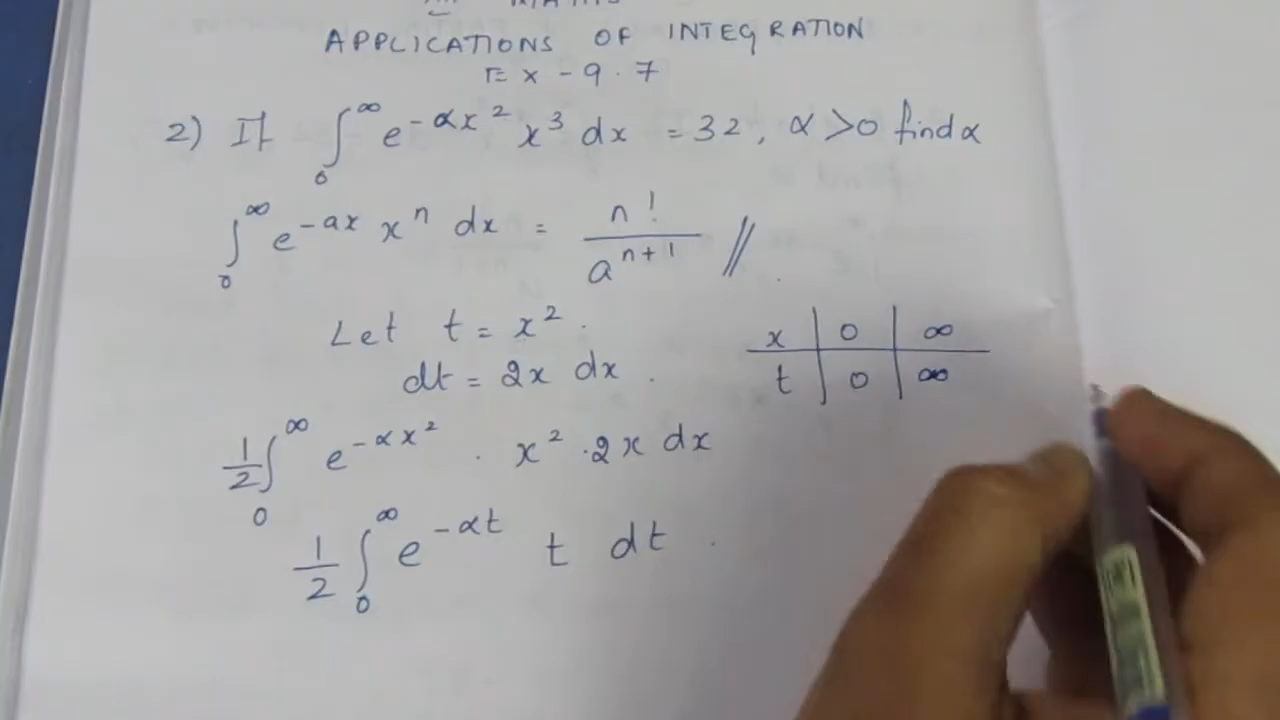 APPLICATIONS OF INTEGRATION
Ex - 9.7
2) If ∫₀^∞ e^{-αx²} x³ dx = 32, α > 0 find α
∫₀^∞ e^{-ax} xⁿ dx = n! / a^{n+1} //
Let t = x².
dt = 2x dx.
x | 0 | ∞
t | 0 | ∞
1/2 ∫₀^∞ e^{-αx²} . x² . 2x dx
1/2 ∫₀^∞ e^{-αt} t dt.